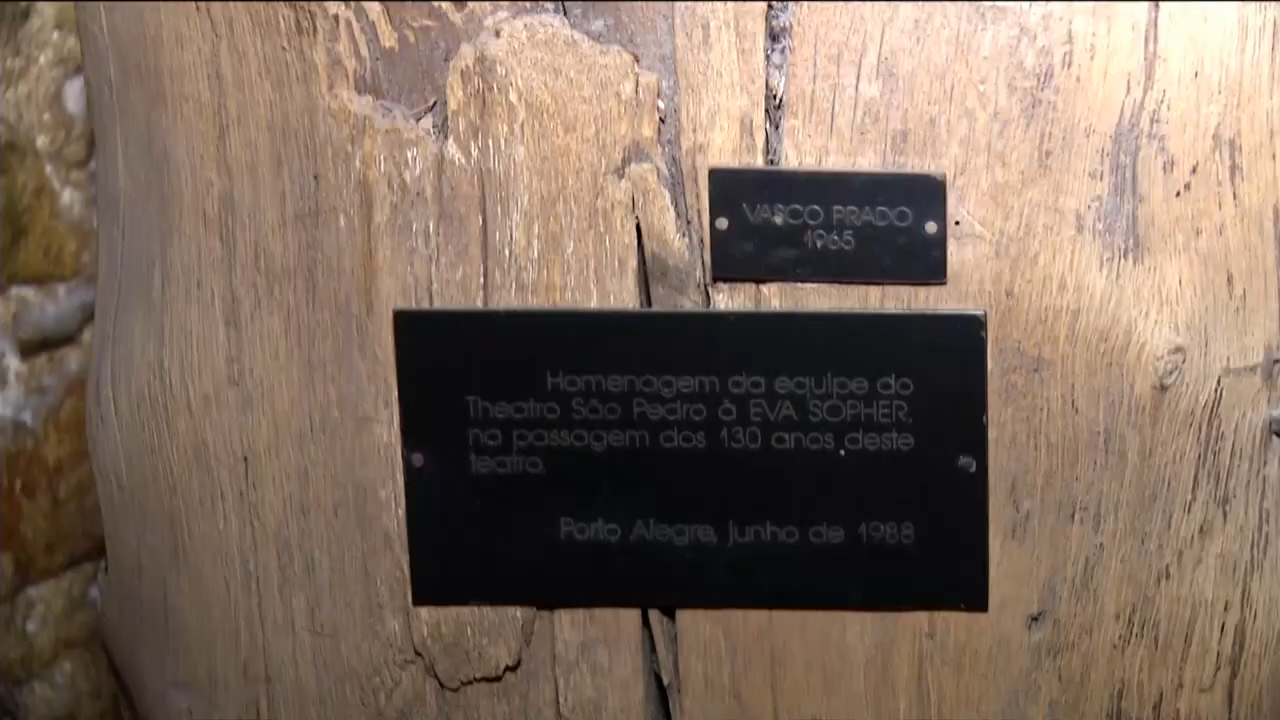 VASCO PRADO
1965
Homenagem da equipe do
Theatro São Pedro à EVA SOPHER,
na passagem dos 130 anos deste
teatro.
Porto Alegre, junho de 1988